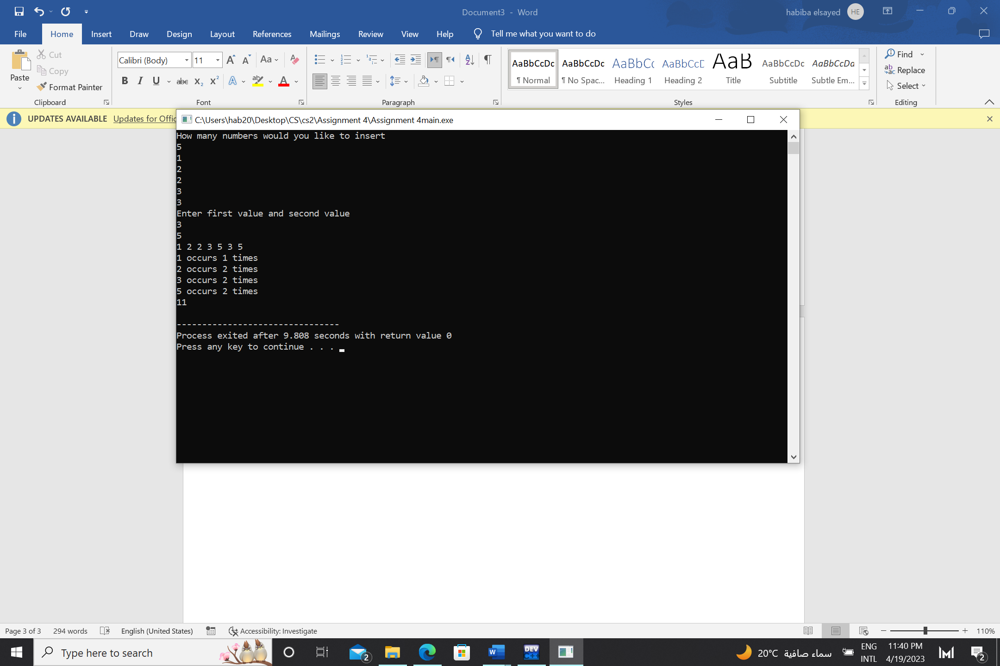 Document3 - Word
habiba elsayed
HE
File
Home
Insert
Draw
Design
Layout
References
Mailings
Review
View
Help
Tell me what you want to do
Paste
Cut
Copy
Format Painter
Clipboard
Calibri (Body)
11
Font
Paragraph
AaBbCcDc
¶ Normal
AaBbCcDc
¶ No Spac...
AaBbC(
Heading 1
AaBbCcE
Heading 2
AaB
Title
AaBbCcDc
Subtitle
AaBbCcDa
Subtle Em...
Styles
Find
Replace
Select
Editing
UPDATES AVAILABLE Updates for Offic
C:\Users\hab20\Desktop\CS\cs2\Assignment 4\Assignment 4main.exe
How many numbers would you like to insert
5
1
2
2
3
3
Enter first value and second value
3
5
1 2 2 3 5 3 5
1 occurs 1 times
2 occurs 2 times
3 occurs 2 times
5 occurs 2 times
11
--------------------------------
Process exited after 9.808 seconds with return value 0
Press any key to continue . . .
Page 3 of 3
294 words
English (United States)
Accessibility: Investigate
110%
Type here to search
2
DEV
C++
20°C سماء صافية
ENG
INTL
11:40 PM
4/19/2023
2